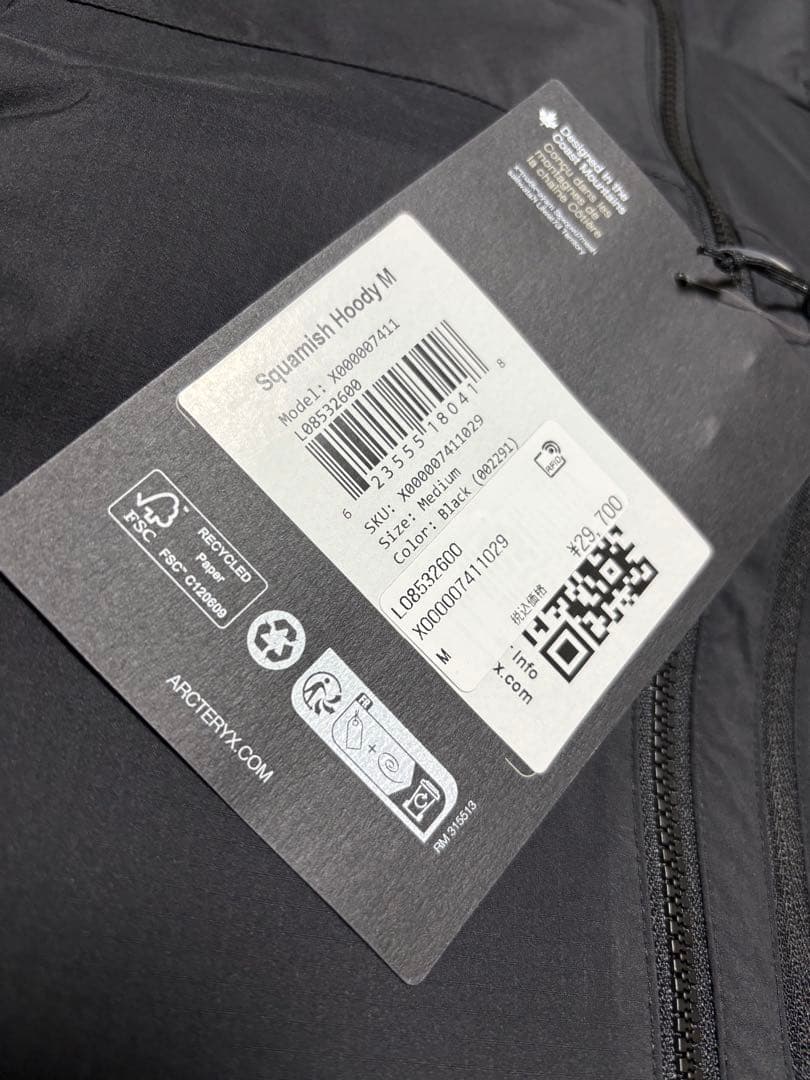 Designed in the
Coast Mountains
Conçu dans les
montagnes de
la chaîne Côtière
Squamish Hoody M
Model: X000007411
L08532600
6 23555 18041 8
SKU: X000007411029
Size: Medium
Color: Black (002291)
RFID
L08532600
X000007411029
M
税込価格
¥29,700
Info
x.com
FSC
RECYCLED
Paper
FSC™ C120609
FR
+
ARCTERYX.COM
RM 315513